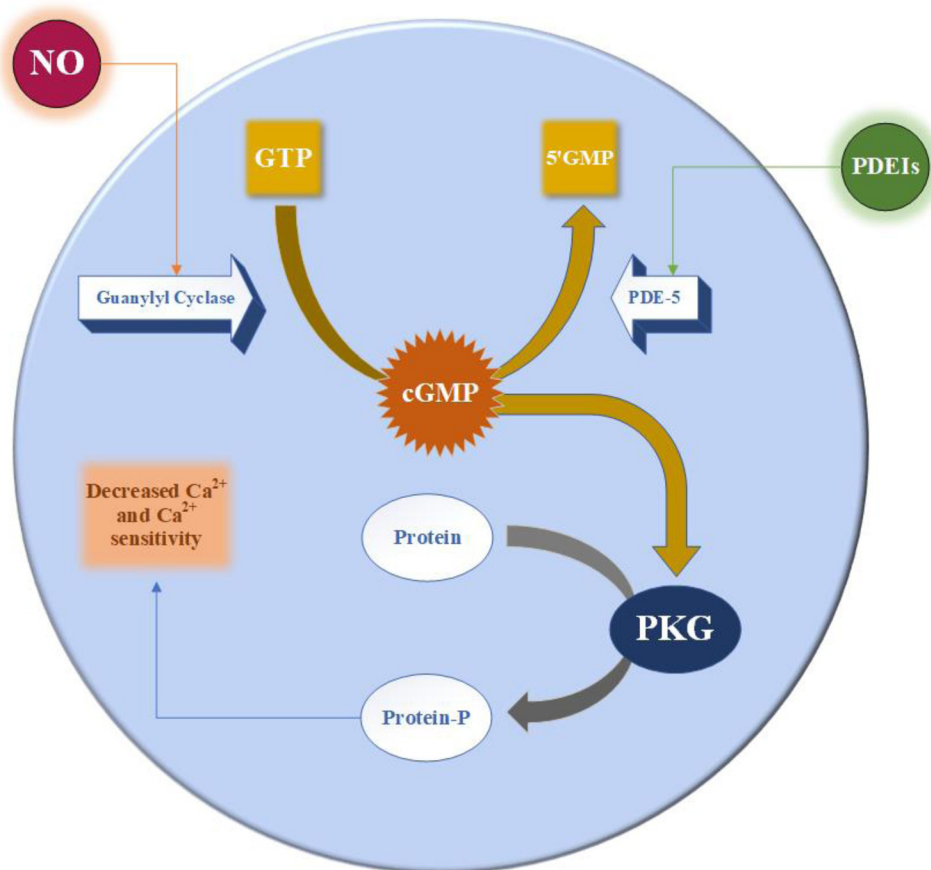 NO
GTP
5'GMP
PDEIs
Guanylyl Cyclase
PDE-5
cGMP
Decreased Ca²⁺
and Ca²⁺
sensitivity
Protein
PKG
Protein-P